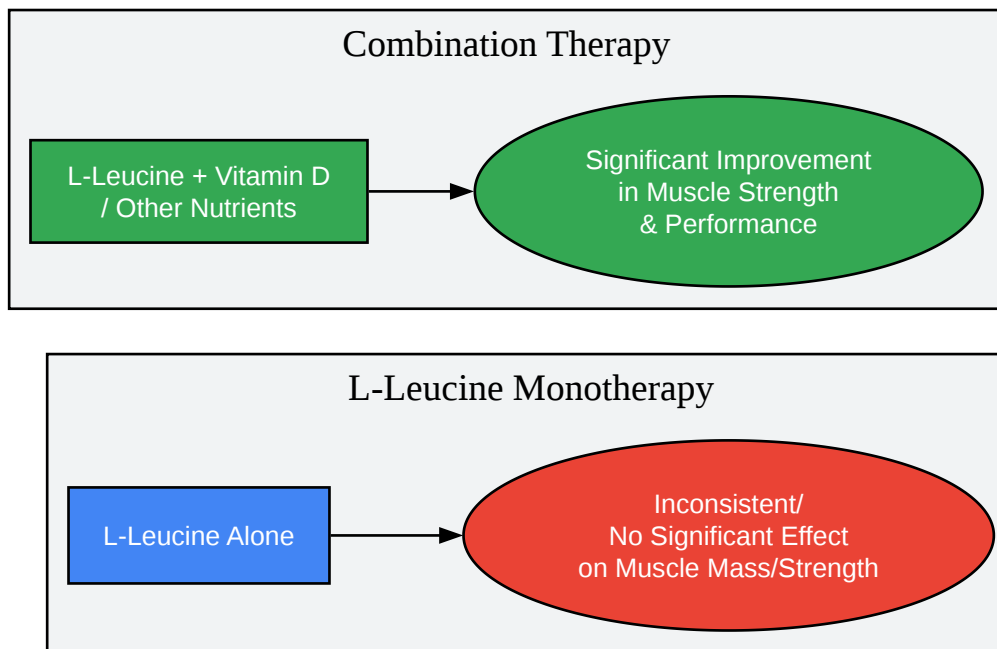 Combination Therapy
L-Leucine + Vitamin D
/ Other Nutrients
Significant Improvement
in Muscle Strength
& Performance
L-Leucine Monotherapy
L-Leucine Alone
Inconsistent/
No Significant Effect
on Muscle Mass/Strength